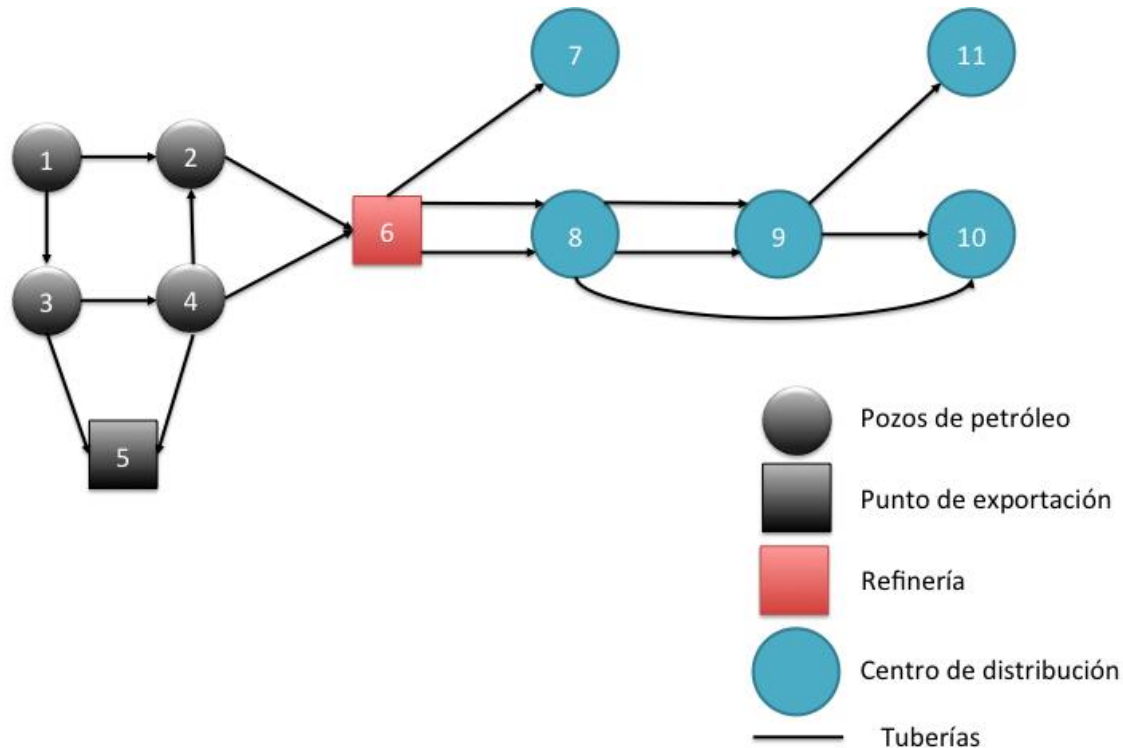 7
11
1
2
6
8
9
10
3
4
5
Pozos de petróleo
Punto de exportación
Refinería
Centro de distribución
Tuberías